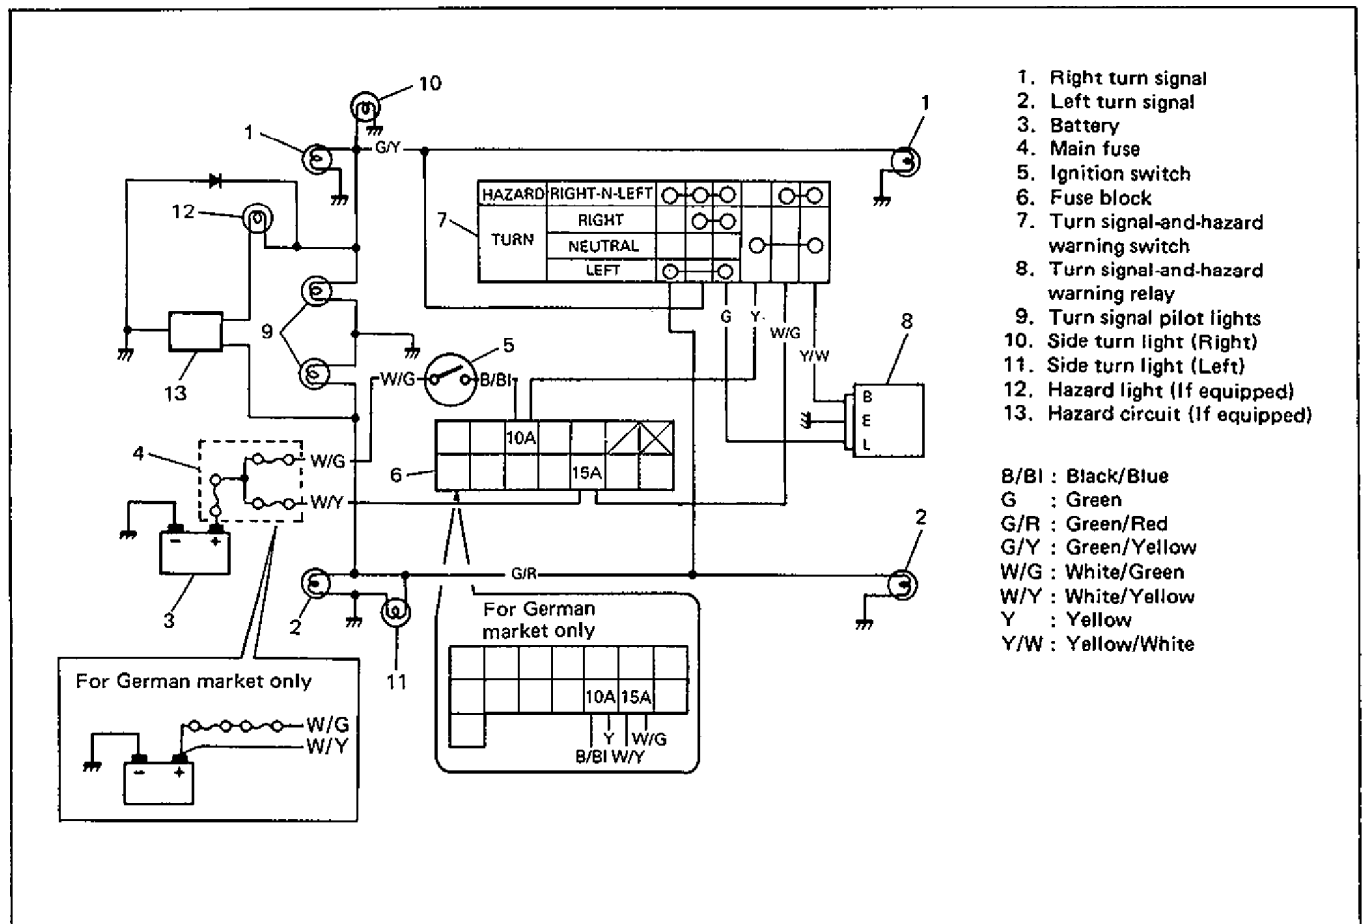 10
1
G/Y
1
12
HAZARD RIGHT-N-LEFT
RIGHT
7
TURN
NEUTRAL
LEFT
G
Y
W/G
Y/W
9
5
8
W/G
B/Bl
13
B
E
L
10A
4
W/G
6
15A
W/Y
- +
2
G/R
3
2
11
For German
market only
10A 15A
Y W/G
B/Bl W/Y
For German market only
W/G
W/Y
- +
1. Right turn signal
2. Left turn signal
3. Battery
4. Main fuse
5. Ignition switch
6. Fuse block
7. Turn signal-and-hazard
warning switch
8. Turn signal-and-hazard
warning relay
9. Turn signal pilot lights
10. Side turn light (Right)
11. Side turn light (Left)
12. Hazard light (If equipped)
13. Hazard circuit (If equipped)
B/Bl : Black/Blue
G : Green
G/R : Green/Red
G/Y : Green/Yellow
W/G : White/Green
W/Y : White/Yellow
Y : Yellow
Y/W : Yellow/White